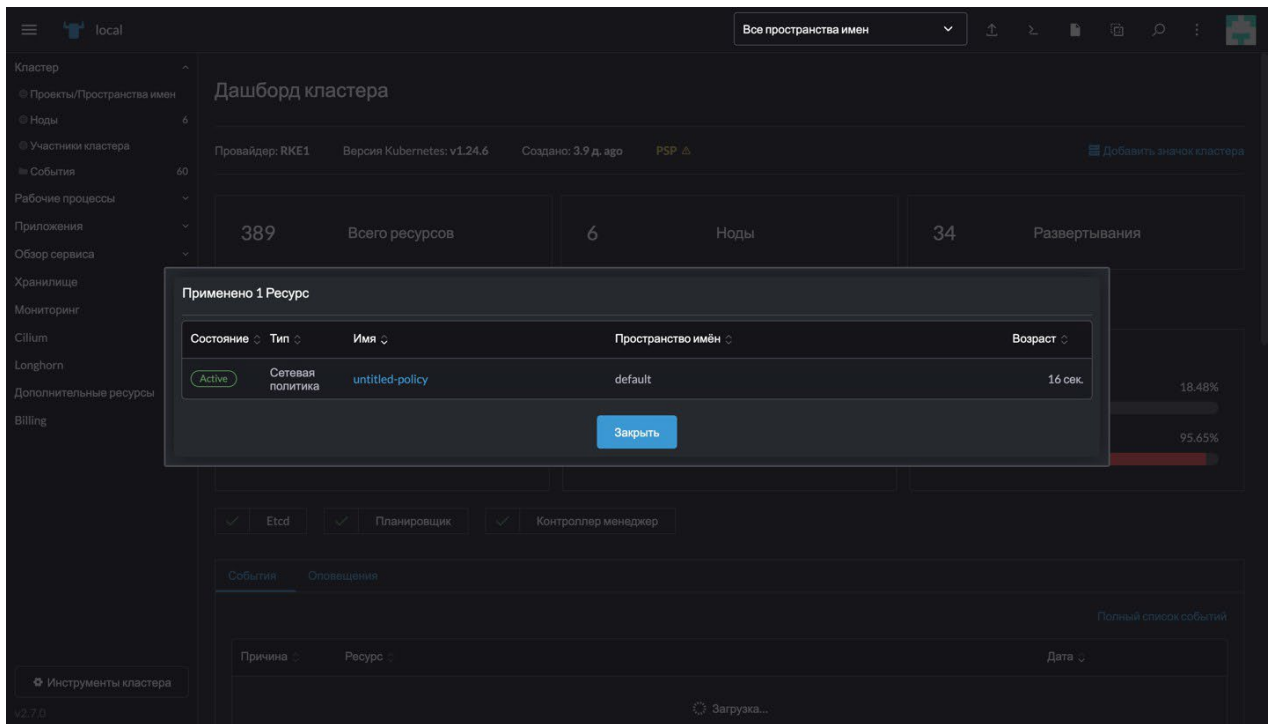 local
Все пространства имен
Кластер
Проекты/Пространства имен
Ноды 6
Участники кластера
События 60
Рабочие процессы
Приложения
Обзор сервиса
Хранилище
Мониторинг
Cilium
Longhorn
Дополнительные ресурсы
Billing
Инструменты кластера
v2.7.0
Дашборд кластера
Провайдер: RKE1 Версия Kubernetes: v1.24.6 Создано: 3.9 д. ago PSP
Добавить значок кластера
389 Всего ресурсов 6 Ноды 34 Развертывания
Применено 1 Ресурс
Состояние Тип Имя Пространство имён Возраст
Active Сетевая политика untitled-policy default 16 сек.
Закрыть
18.48%
95.65%
Etcd Планировщик Контроллер менеджер
События Оповещения
Полный список событий
Причина Ресурс Дата
Загрузка...